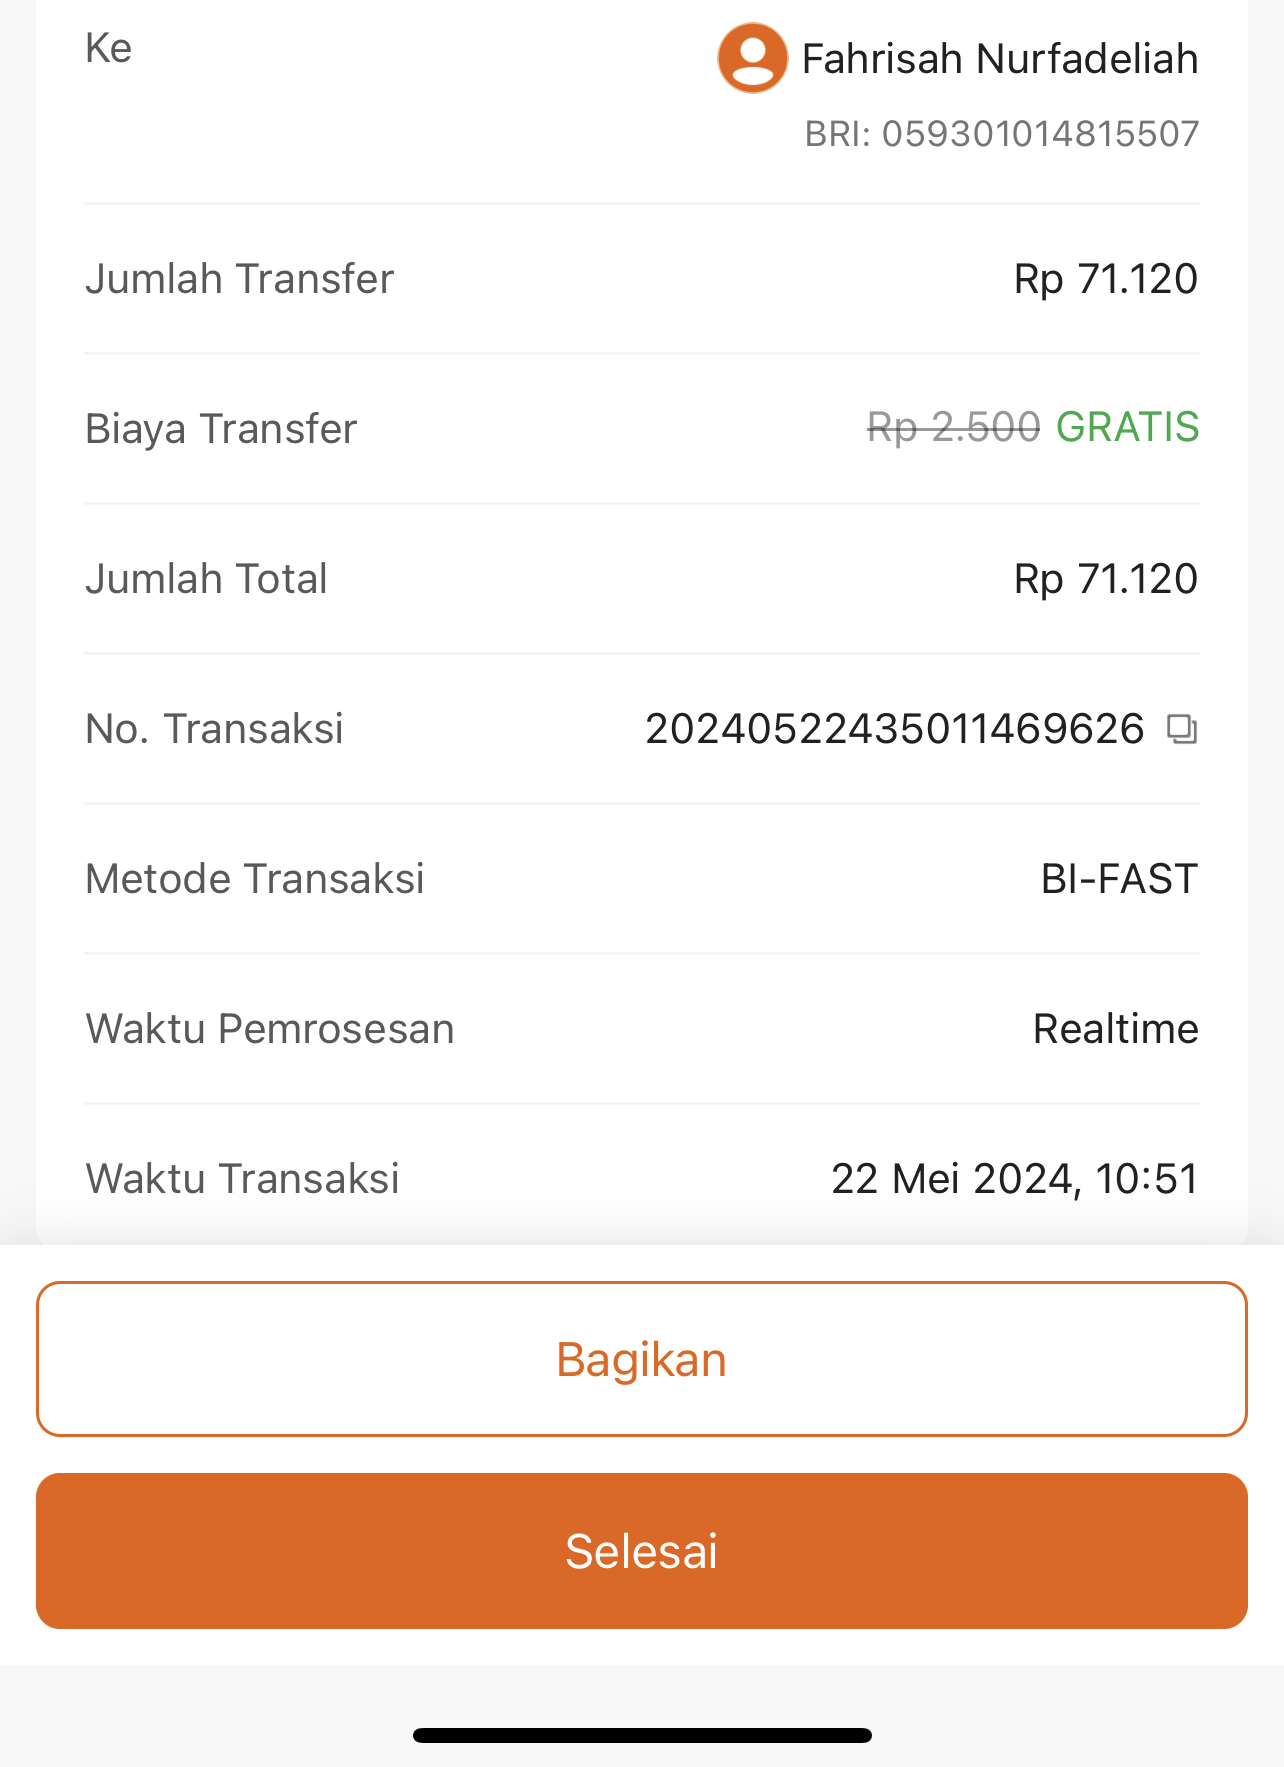 Ke
Fahrisah Nurfadeliah
BRI: 059301014815507
Jumlah Transfer Rp 71.120
Biaya Transfer Rp 2.500 GRATIS
Jumlah Total Rp 71.120
No. Transaksi 20240522435011469626
Metode Transaksi BI-FAST
Waktu Pemrosesan Realtime
Waktu Transaksi 22 Mei 2024, 10:51
Bagikan
Selesai